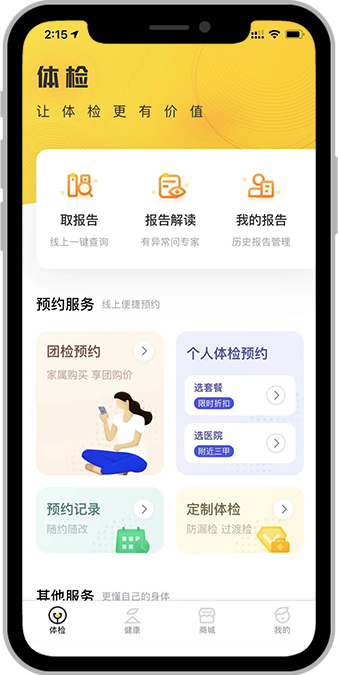 2:15
体检
让体检更有价值
取报告 报告解读 我的报告
线上一键查询 有异常问专家 历史报告管理
预约服务 线上便捷预约
团检预约
家属购买 享团购价
个人体检预约
选套餐
限时折扣
选医院
附近三甲
预约记录
随约随改
定制体检
防漏检 过渡检
其他服务 更懂自己的身体
体检 健康 商城 我的